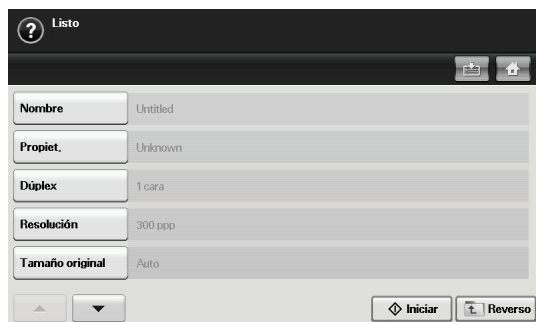 Listo
Nombre Untitled
Propiet. Unknown
Dúplex 1 cara
Resolución 300 ppp
Tamaño original Auto
Iniciar Reverso